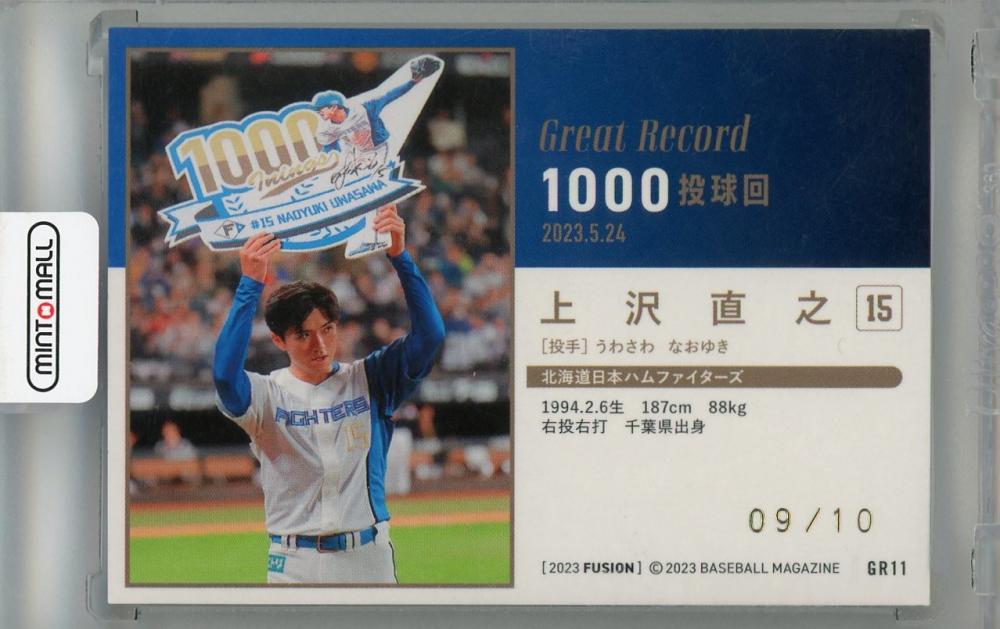 MINTOMALL
1000
Innings
#15 NAOYUKI UWASAWA
F
FIGHTERS
15
Great Record
1000 投球回
2023.5.24
上沢直之 15
[投手] うわさわ なおゆき
北海道日本ハムファイターズ
1994.2.6生 187cm 88kg
右投右打 千葉県出身
09/10
[2023 FUSION] ©2023 BASEBALL MAGAZINE GR11